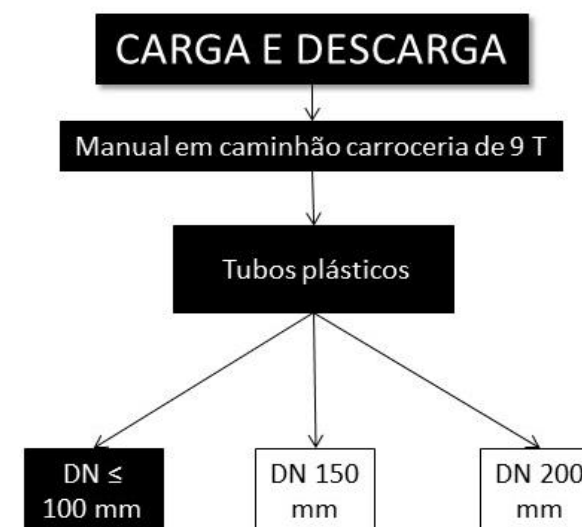 CARGA E DESCARGA
Manual em caminhão carroceria de 9 T
Tubos plásticos
DN ≤
100 mm
DN 150
mm
DN 200
mm